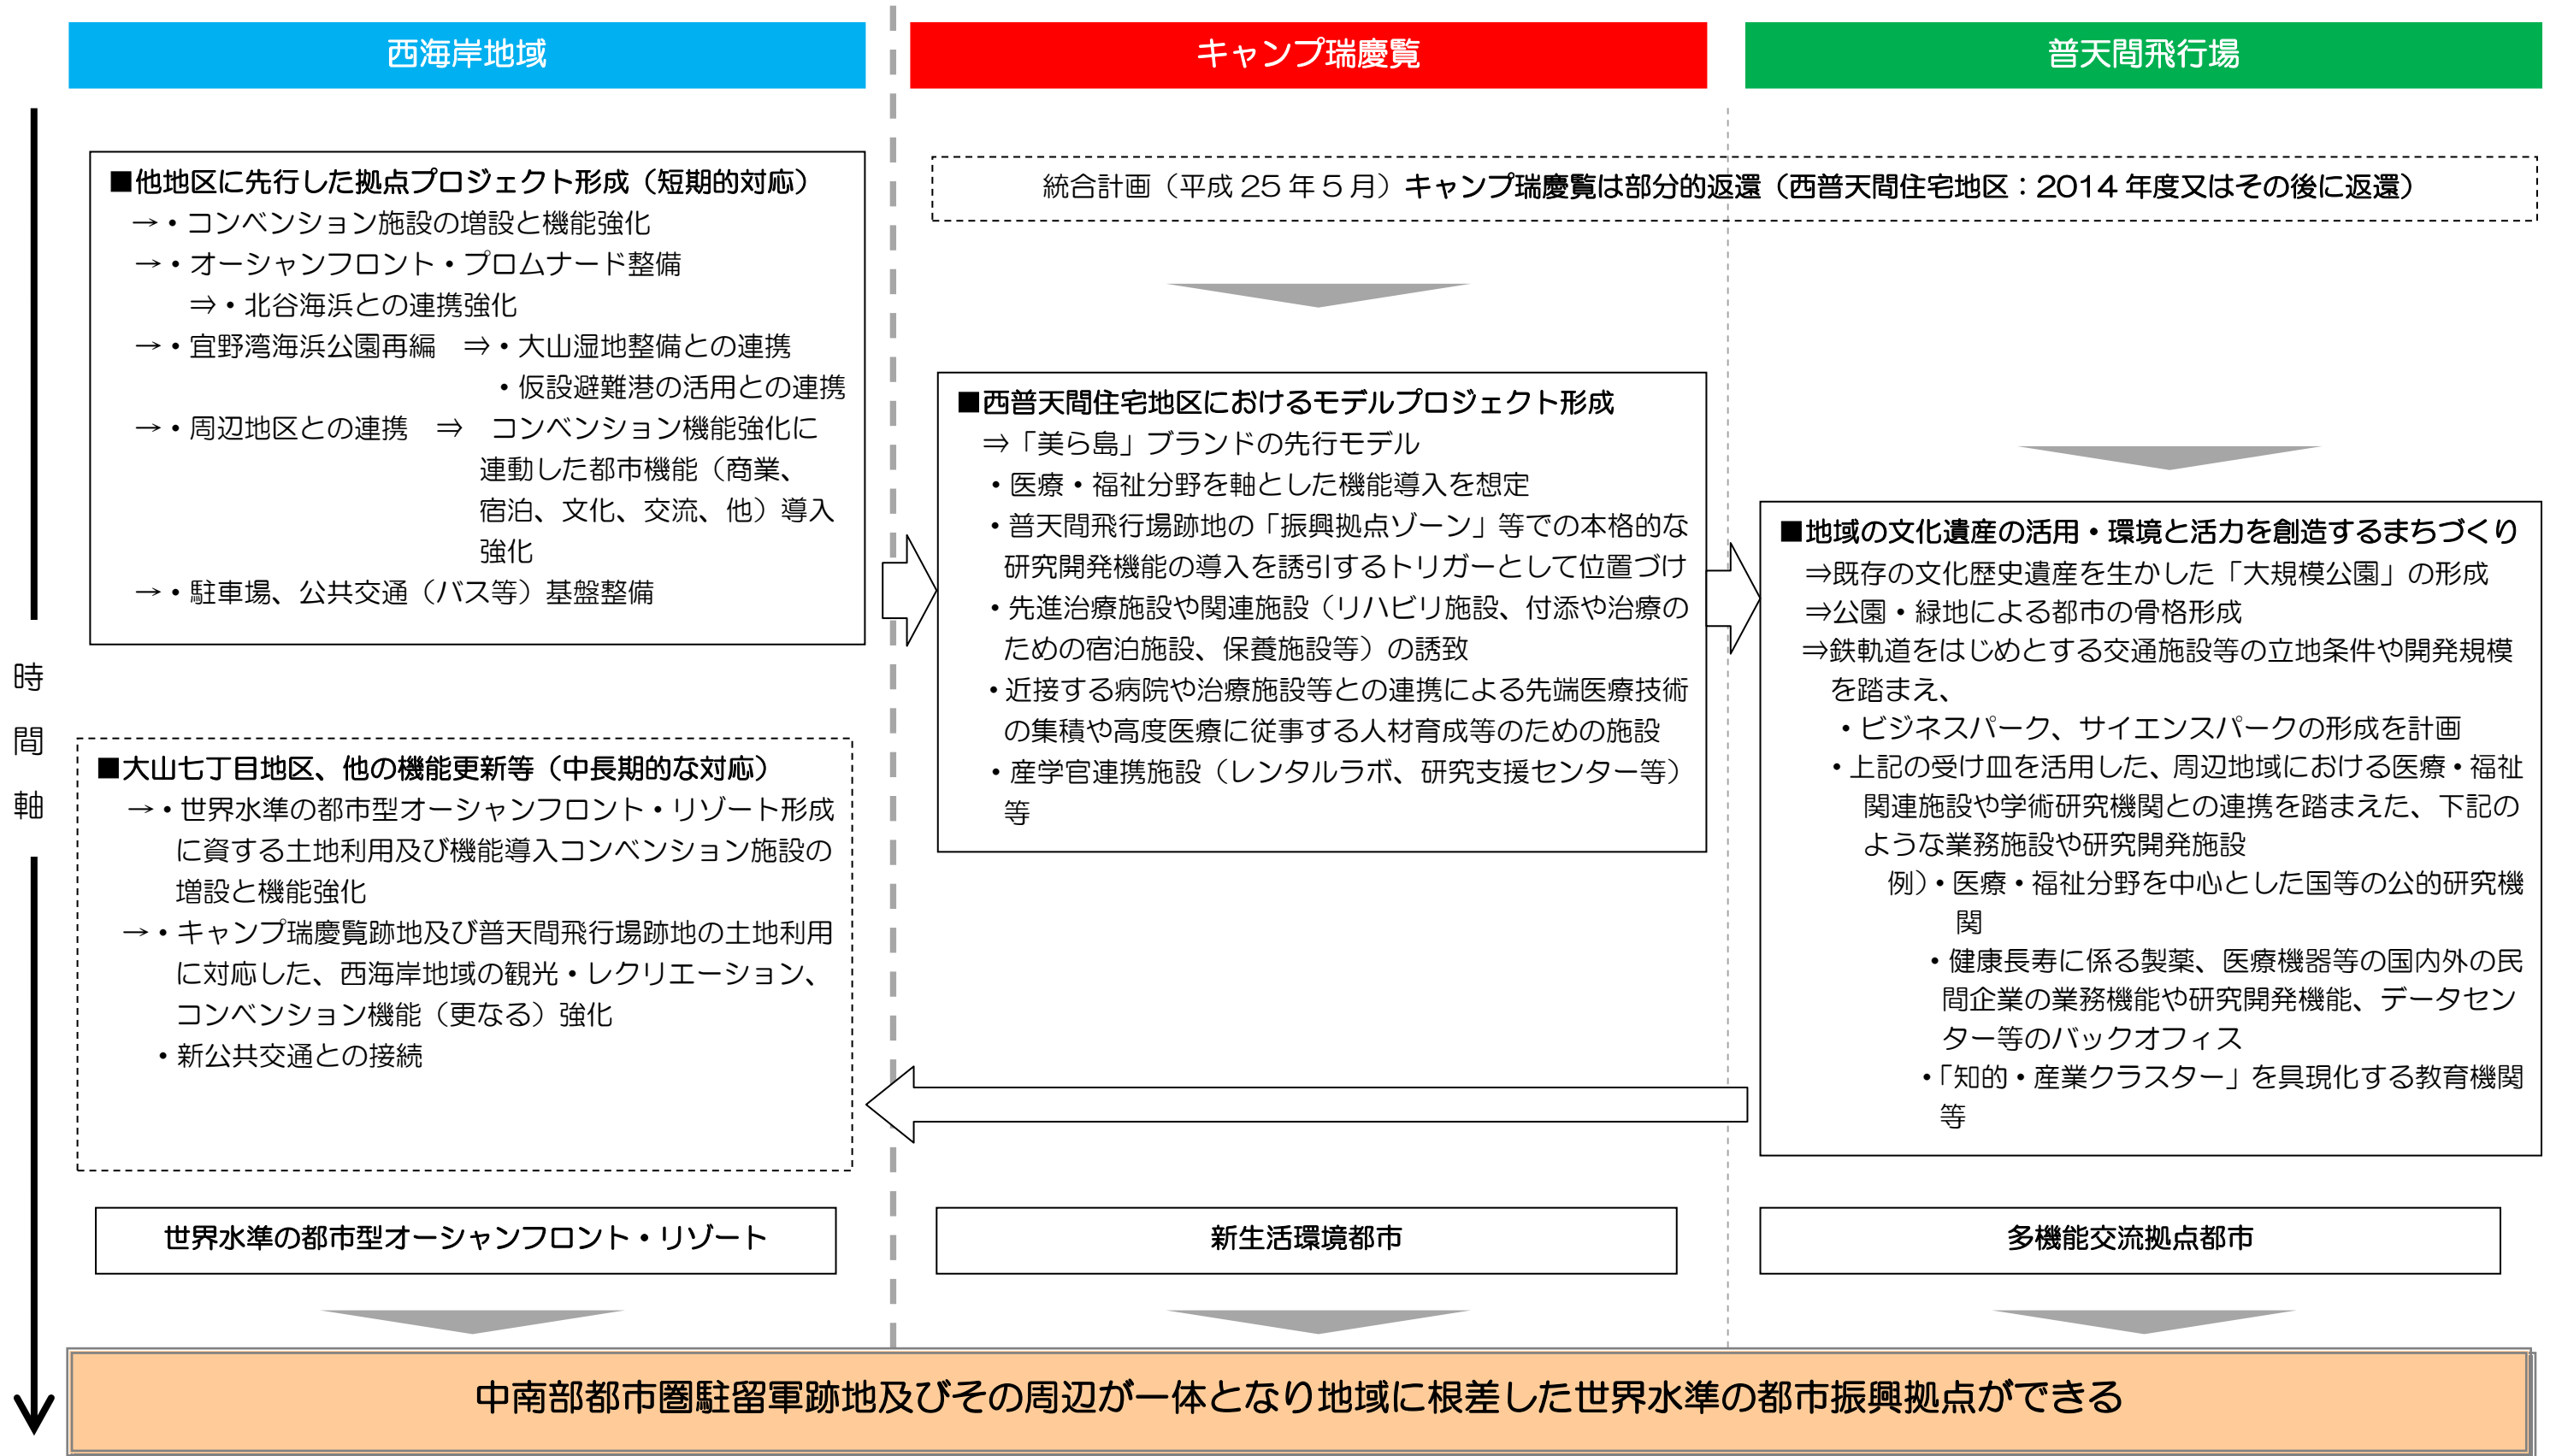 西海岸地域
キャンプ瑞慶覧
普天間飛行場
時間軸
■他地区に先行した拠点プロジェクト形成（短期的対応）
→・コンベンション施設の増設と機能強化
→・オーシャンフロント・プロムナード整備
⇒・北谷海浜との連携強化
→・宜野湾海浜公園再編　⇒・大山湿地整備との連携
・仮設避難港の活用との連携
→・周辺地区との連携　⇒　コンベンション機能強化に
連動した都市機能（商業、
宿泊、文化、交流、他）導入
強化
→・駐車場、公共交通（バス等）基盤整備
■大山七丁目地区、他の機能更新等（中長期的な対応）
→・世界水準の都市型オーシャンフロント・リゾート形成
に資する土地利用及び機能導入コンベンション施設の
増設と機能強化
→・キャンプ瑞慶覧跡地及び普天間飛行場跡地の土地利用
に対応した、西海岸地域の観光・レクリエーション、
コンベンション機能（更なる）強化
・新公共交通との接続
統合計画（平成 25 年 5 月）キャンプ瑞慶覧は部分的返還（西普天間住宅地区：2014 年度又はその後に返還）
■西普天間住宅地区におけるモデルプロジェクト形成
⇒「美ら島」ブランドの先行モデル
・医療・福祉分野を軸とした機能導入を想定
・普天間飛行場跡地の「振興拠点ゾーン」等での本格的な
研究開発機能の導入を誘引するトリガーとして位置づけ
・先進治療施設や関連施設（リハビリ施設、付添や治療の
ための宿泊施設、保養施設等）の誘致
・近接する病院や治療施設等との連携による先端医療技術
の集積や高度医療に従事する人材育成等のための施設
・産学官連携施設（レンタルラボ、研究支援センター等）
等
■地域の文化遺産の活用・環境と活力を創造するまちづくり
⇒既存の文化歴史遺産を生かした「大規模公園」の形成
⇒公園・緑地による都市の骨格形成
⇒鉄軌道をはじめとする交通施設等の立地条件や開発規模
を踏まえ、
・ビジネスパーク、サイエンスパークの形成を計画
・上記の受け皿を活用した、周辺地域における医療・福祉
関連施設や学術研究機関との連携を踏まえた、下記の
ような業務施設や研究開発施設
例）・医療・福祉分野を中心とした国等の公的研究機
関
・健康長寿に係る製薬、医療機器等の国内外の民
間企業の業務機能や研究開発機能、データセン
ター等のバックオフィス
・「知的・産業クラスター」を具現化する教育機関
等
世界水準の都市型オーシャンフロント・リゾート
新生活環境都市
多機能交流拠点都市
中南部都市圏駐留軍跡地及びその周辺が一体となり地域に根差した世界水準の都市振興拠点ができる